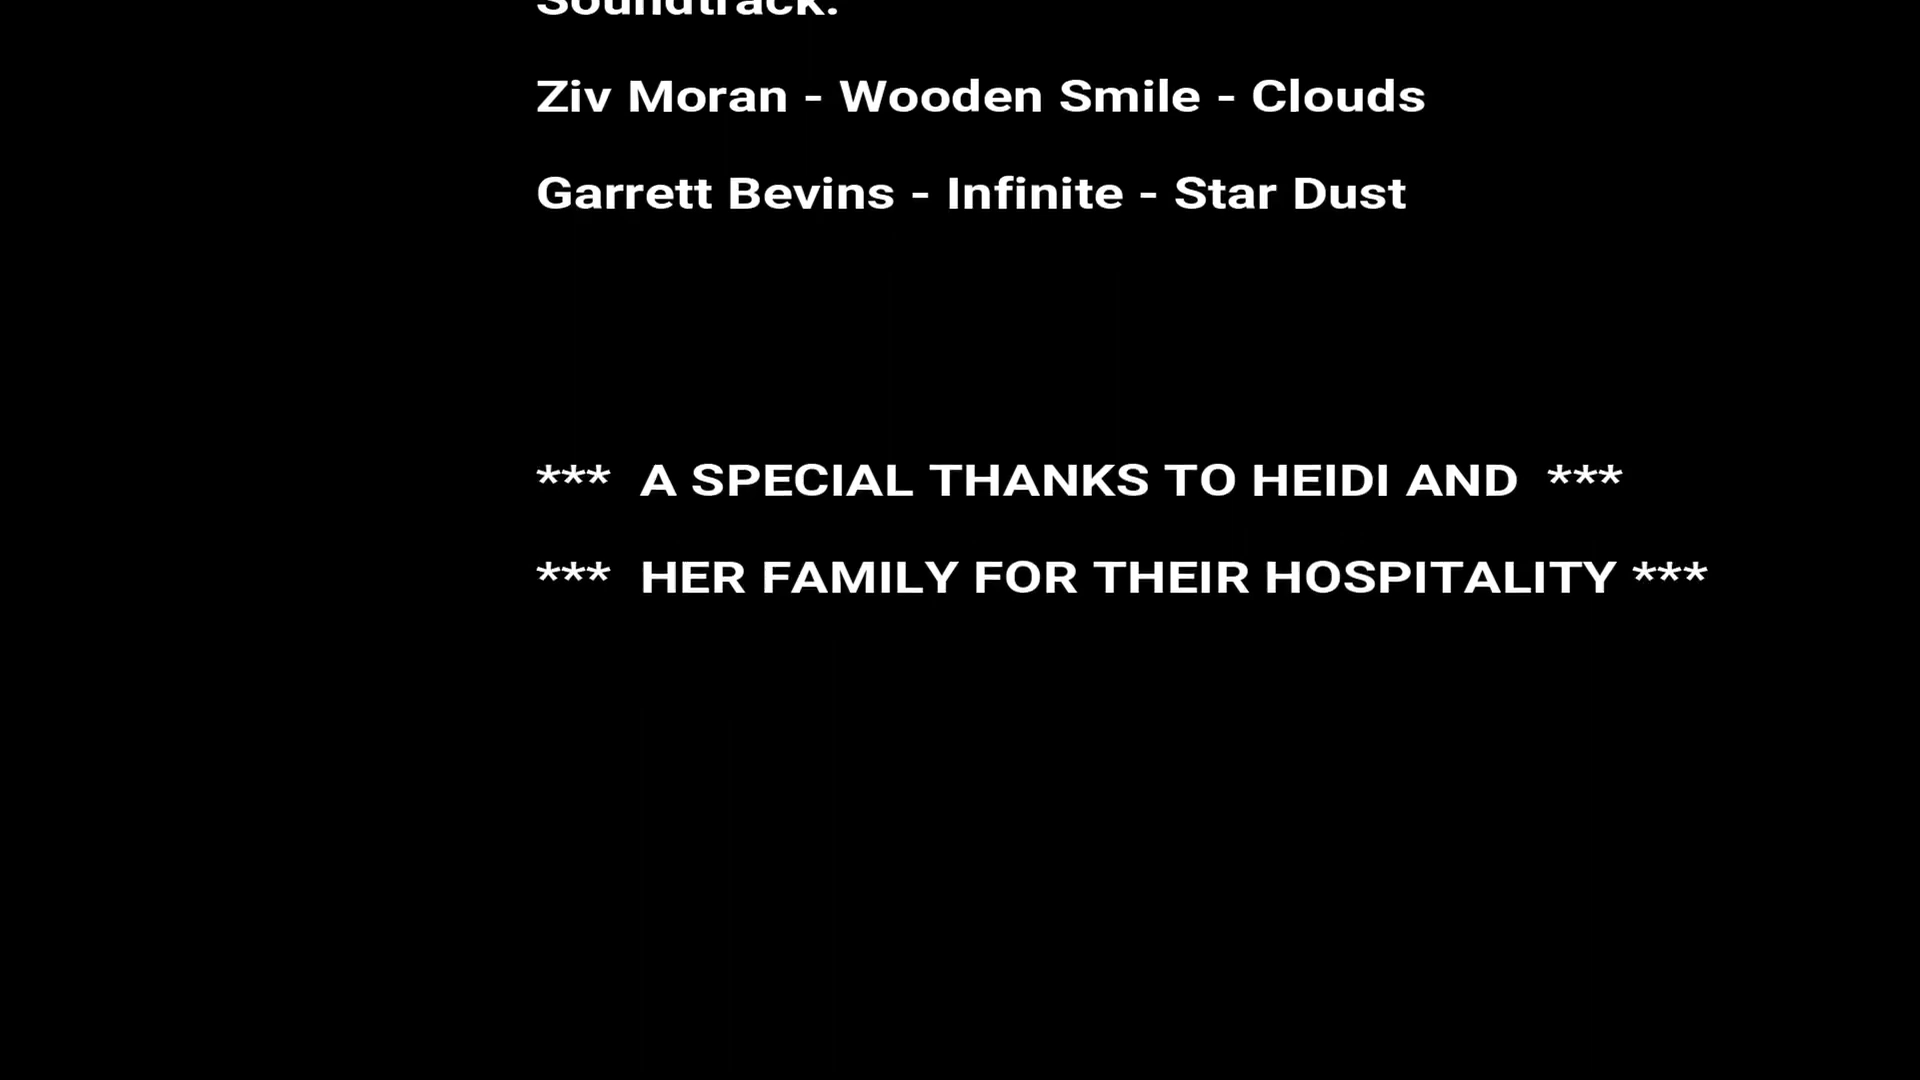 Soundtrack:
Ziv Moran - Wooden Smile - Clouds
Garrett Bevins - Infinite - Star Dust
*** A SPECIAL THANKS TO HEIDI AND ***
*** HER FAMILY FOR THEIR HOSPITALITY ***